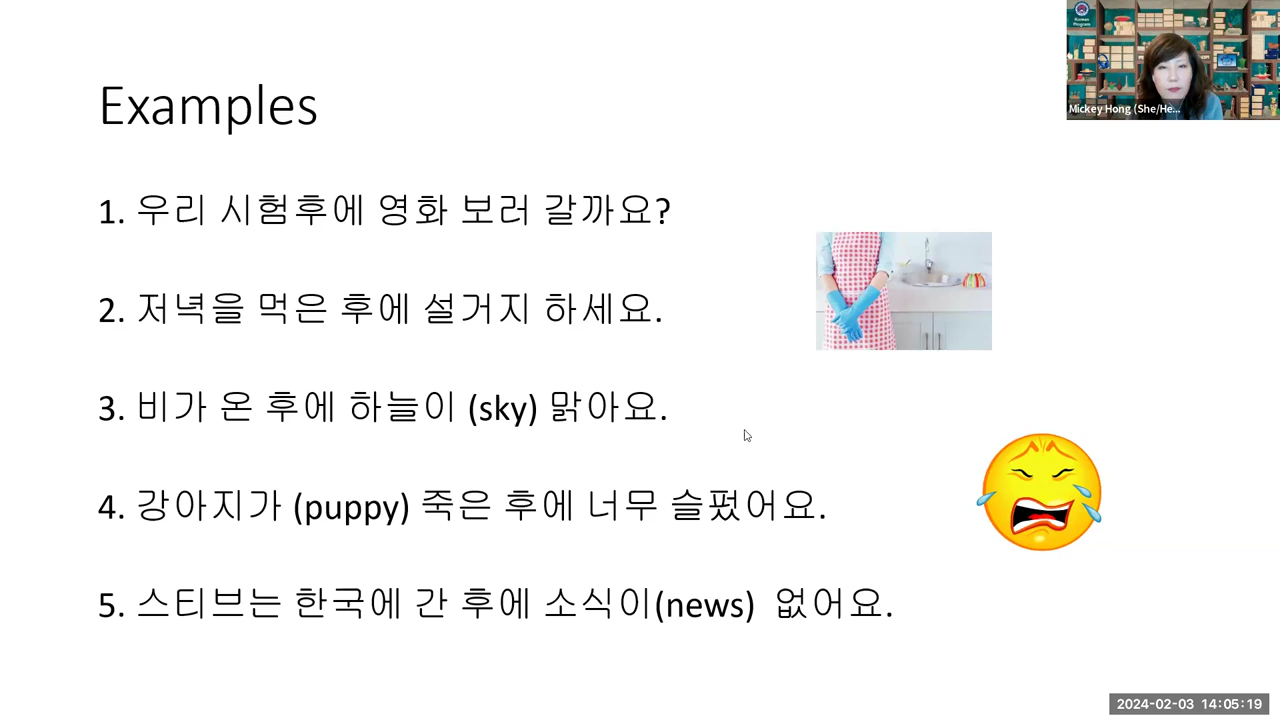 Korean
Program
Mickey Hong (She/He...
Examples
1. 우리 시험후에 영화 보러 갈까요?
2. 저녁을 먹은 후에 설거지 하세요.
3. 비가 온 후에 하늘이 (sky) 맑아요.
4. 강아지가 (puppy) 죽은 후에 너무 슬펐어요.
5. 스티브는 한국에 간 후에 소식이(news) 없어요.
2024-02-03 14:05:19